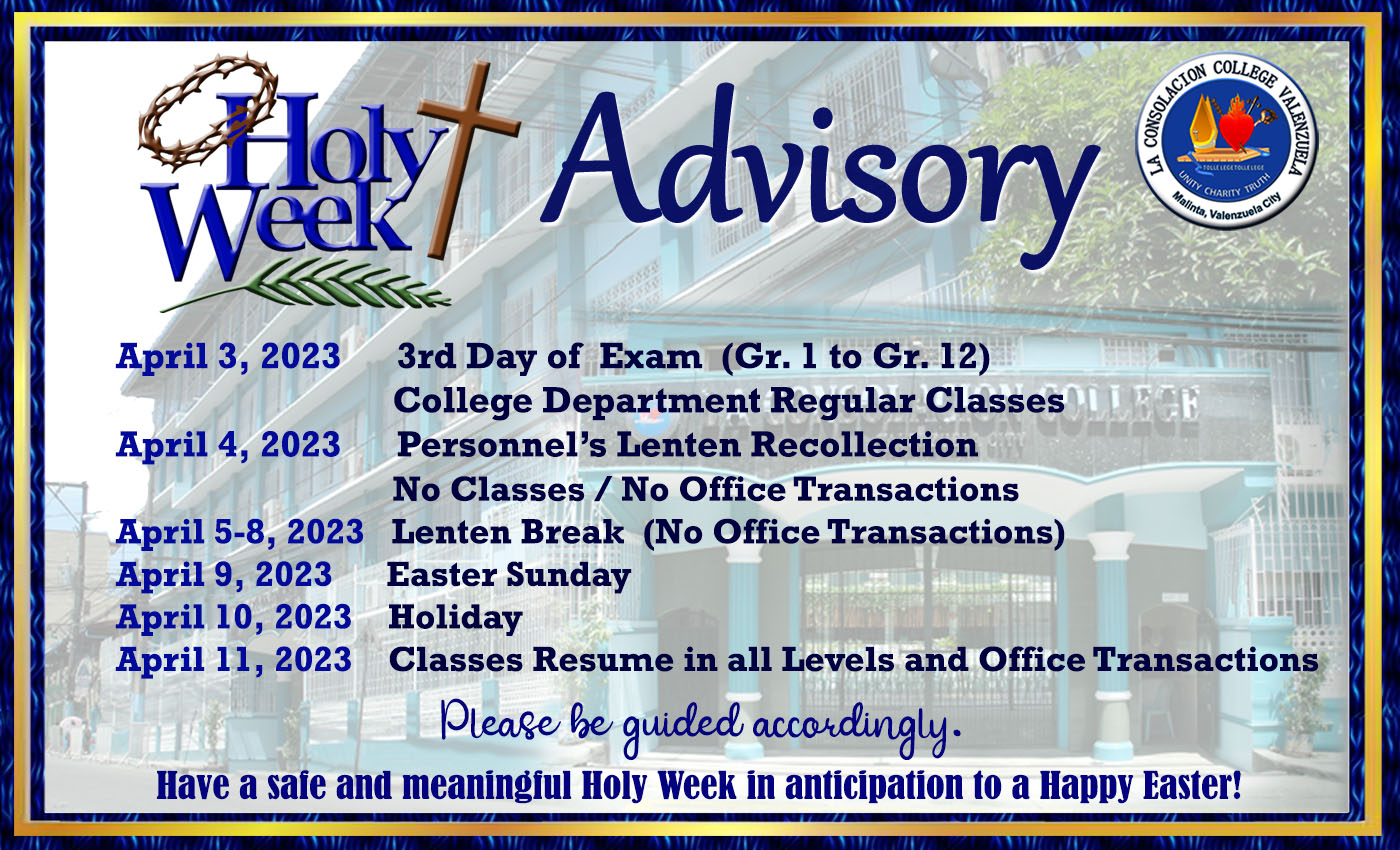 Holy
Week
Advisory
LA CONSOLACION COLLEGE VALENZUELA
TOLLE LEGE TOLLE LEGE
UNITY CHARITY TRUTH
Malinta, Valenzuela City
April 3, 2023 3rd Day of Exam (Gr. 1 to Gr. 12)
College Department Regular Classes
LA CONSOLACION COLLEGE
CITY
April 4, 2023 Personnel's Lenten Recollection
No Classes / No Office Transactions
April 5-8, 2023 Lenten Break (No Office Transactions)
April 9, 2023 Easter Sunday
April 10, 2023 Holiday
April 11, 2023 Classes Resume in all Levels and Office Transactions
Please be guided accordingly.
Have a safe and meaningful Holy Week in anticipation to a Happy Easter!